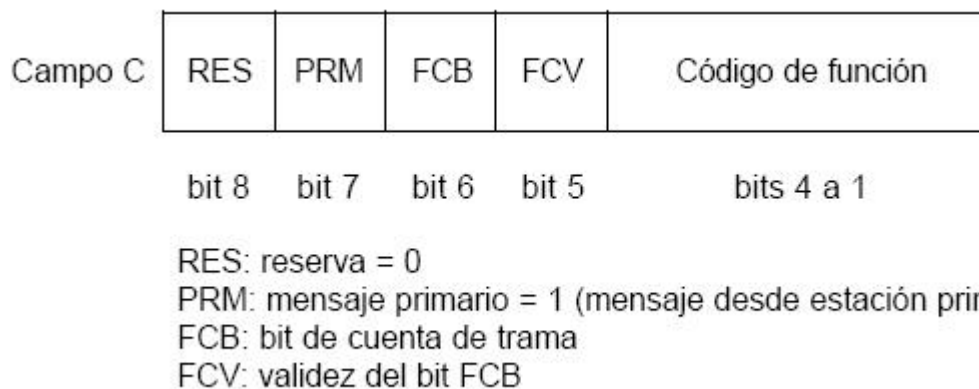 Campo C RES PRM FCB FCV Código de función
bit 8 bit 7 bit 6 bit 5 bits 4 a 1
RES: reserva = 0
PRM: mensaje primario = 1 (mensaje desde estación
FCB: bit de cuenta de trama
FCV: validez del bit FCB